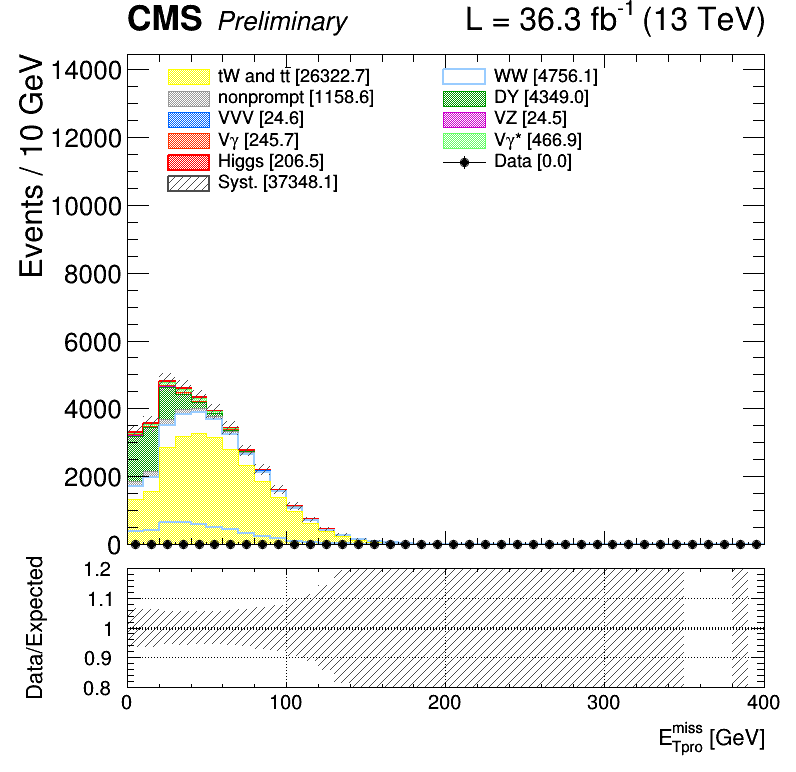 CMS Preliminary L = 36.3 fb⁻¹ (13 TeV)
Events / 10 GeV
14000
12000
10000
8000
6000
4000
2000
0
tW and tt̄ [26322.7]
nonprompt [1158.6]
VVV [24.6]
Vγ [245.7]
Higgs [206.5]
Syst. [37348.1]
WW [4756.1]
DY [4349.0]
VZ [24.5]
Vγ* [466.9]
Data [0.0]
Data/Expected
1.2
1.1
1
0.9
0.8
0 100 200 300 400
E_Tpro^miss [GeV]